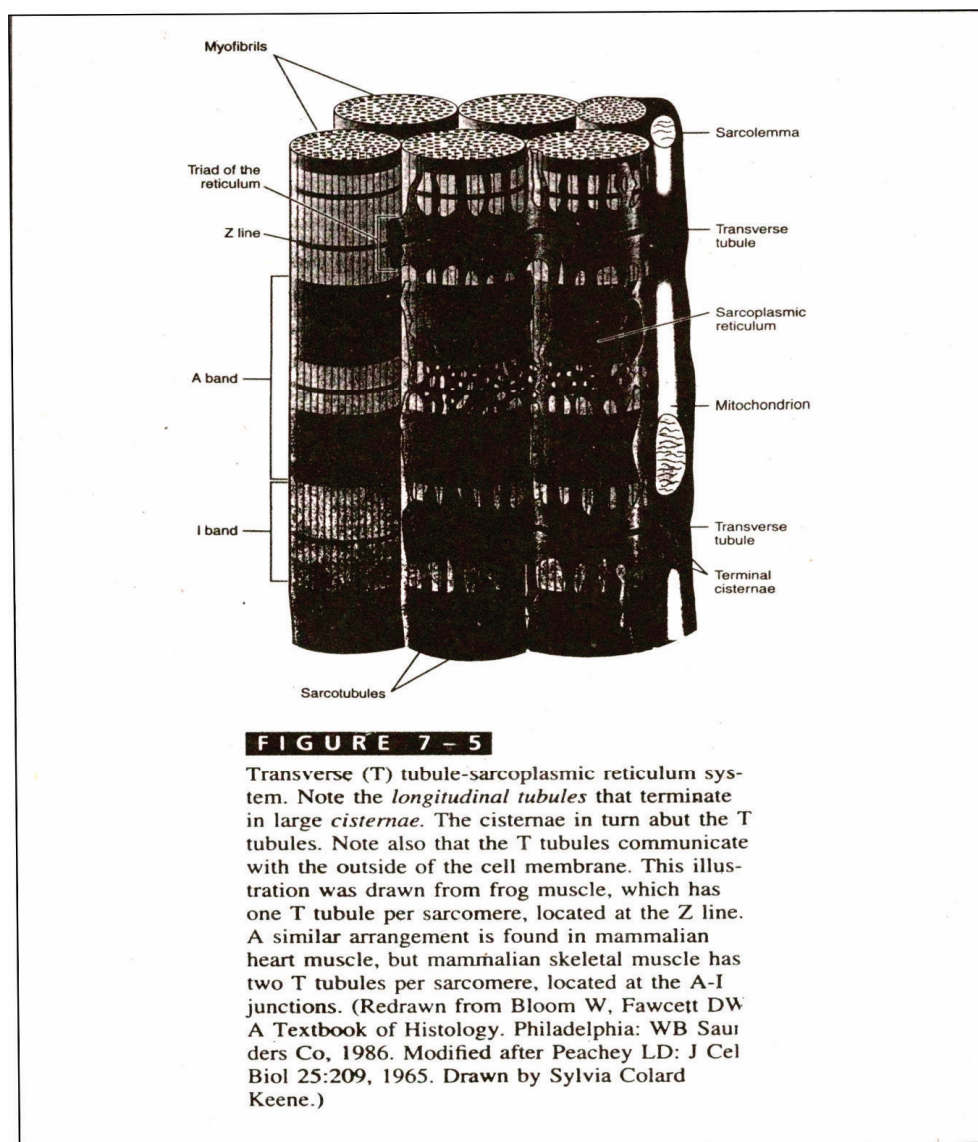 Myofibrils
Sarcolemma
Triad of the
reticulum
Z line
Transverse
tubule
Sarcoplasmic
reticulum
A band
Mitochondrion
I band
Transverse
tubule
Terminal
cisternae
Sarcotubules
FIGURE 7–5
Transverse (T) tubule-sarcoplasmic reticulum sys-
tem. Note the longitudinal tubules that terminate
in large cisternae. The cisternae in turn abut the T
tubules. Note also that the T tubules communicate
with the outside of the cell membrane. This illus-
tration was drawn from frog muscle, which has
one T tubule per sarcomere, located at the Z line.
A similar arrangement is found in mammalian
heart muscle, but mammalian skeletal muscle has
two T tubules per sarcomere, located at the A-I
junctions. (Redrawn from Bloom W, Fawcett DW
A Textbook of Histology. Philadelphia: WB Saun
ders Co, 1986. Modified after Peachey LD: J Cel
Biol 25:209, 1965. Drawn by Sylvia Colard
Keene.)